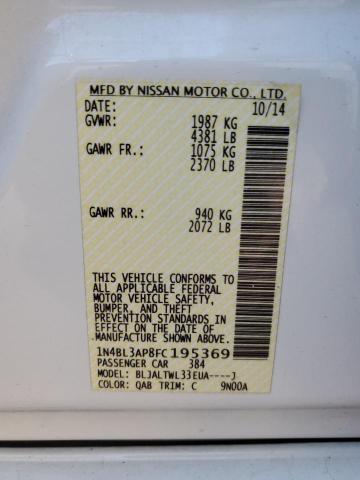 MFD BY NISSAN MOTOR CO., LTD.
DATE: 10/14
GVWR: 1987 KG
4381 LB
GAWR FR.: 1075 KG
2370 LB
GAWR RR.: 940 KG
2072 LB
THIS VEHICLE CONFORMS TO
ALL APPLICABLE FEDERAL
MOTOR VEHICLE SAFETY,
BUMPER, AND THEFT
PREVENTION STANDARDS IN
EFFECT ON THE DATE OF
MANUFACTURE SHOWN ABOVE.
1N4BL3AP8FC195369
PASSENGER CAR 384
MODEL: BLJALTWL33EUA----J
COLOR: QAB TRIM: C 9N00A